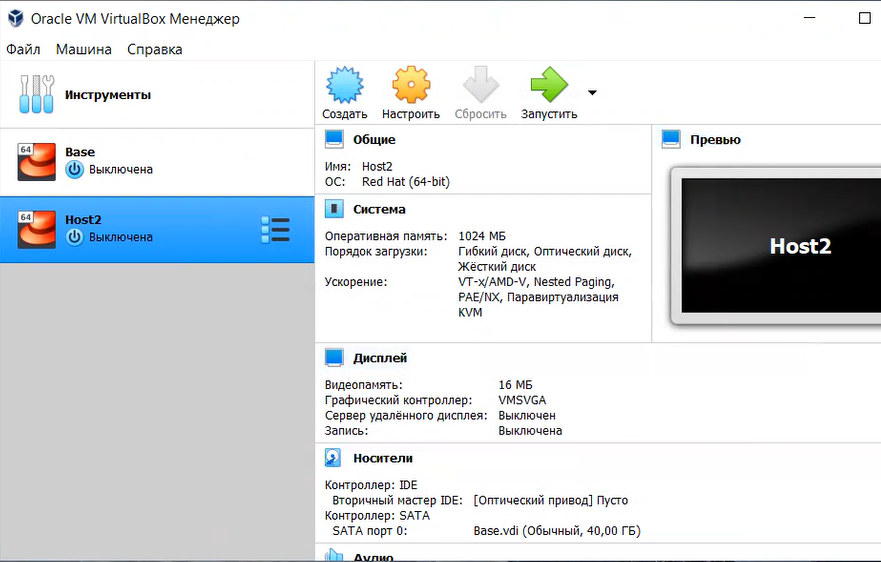 Oracle VM VirtualBox Менеджер
Файл Машина Справка
Инструменты
64
Base
Выключена
64
Host2
Выключена
Создать Настроить Сбросить Запустить
Общие
Имя: Host2
ОС: Red Hat (64-bit)
Превью
Host2
Система
Оперативная память: 1024 МБ
Порядок загрузки: Гибкий диск, Оптический диск,
Жёсткий диск
Ускорение: VT-x/AMD-V, Nested Paging,
PAE/NX, Паравиртуализация
KVM
Дисплей
Видеопамять: 16 МБ
Графический контроллер: VMSVGA
Сервер удалённого дисплея: Выключен
Запись: Выключена
Носители
Контроллер: IDE
Вторичный мастер IDE: [Оптический привод] Пусто
Контроллер: SATA
SATA порт 0: Base.vdi (Обычный, 40,00 ГБ)
Аудио